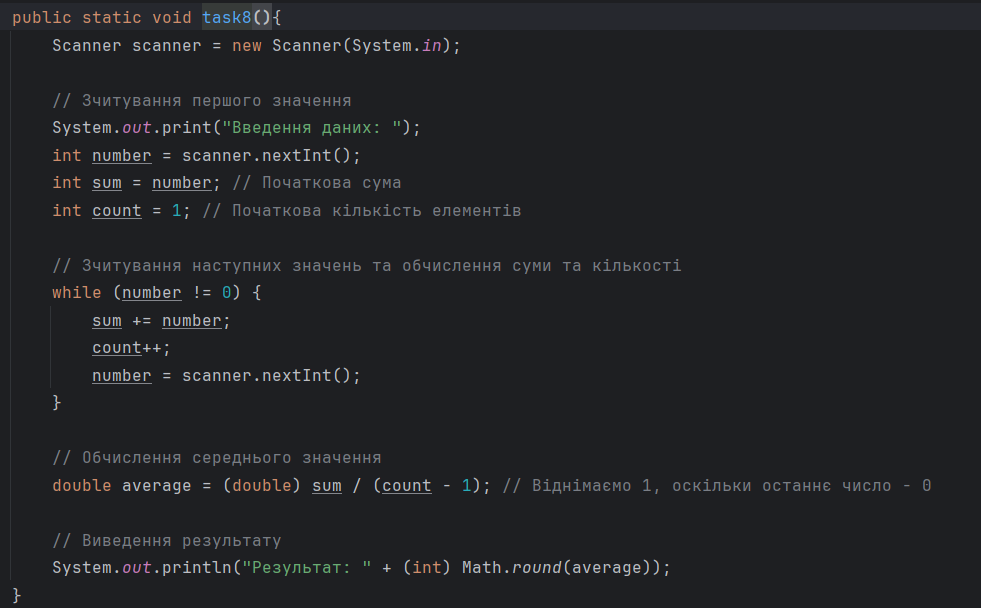 public static void task8(){
Scanner scanner = new Scanner(System.in);
// Зчитування першого значення
System.out.print("Введення даних: ");
int number = scanner.nextInt();
int sum = number; // Початкова сума
int count = 1; // Початкова кількість елементів
// Зчитування наступних значень та обчислення суми та кількості
while (number != 0) {
sum += number;
count++;
number = scanner.nextInt();
}
// Обчислення середнього значення
double average = (double) sum / (count - 1); // Віднімаємо 1, оскільки останнє число - 0
// Виведення результату
System.out.println("Результат: " + (int) Math.round(average));
}